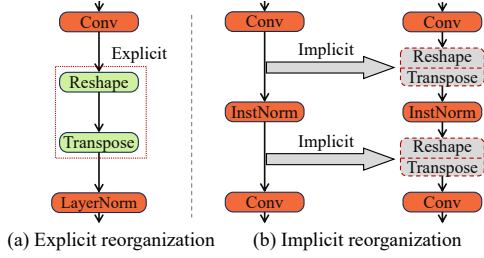 Conv
Explicit
Reshape
Transpose
LayerNorm
(a) Explicit reorganization
Conv
Implicit
InstNorm
Implicit
Conv
Conv
Reshape
Transpose
InstNorm
Reshape
Transpose
Conv
(b) Implicit reorganization